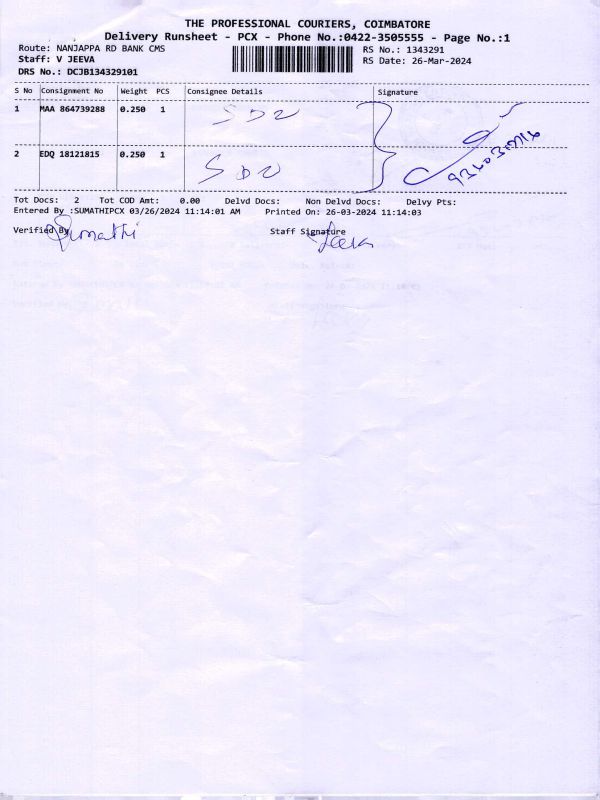 THE PROFESSIONAL COURIERS, COIMBATORE
Delivery Runsheet - PCX - Phone No.:0422-3505555 - Page No.:1
Route: NANJAPPA RD BANK CMS
RS No.: 1343291
Staff: V JEEVA
RS Date: 26-Mar-2024
DRS No.: DCJB134329101
S No Consignment No Weight PCS Consignee Details Signature
1 MAA 864739288 0.250 1
2 EDQ 18121815 0.250 1
Tot Docs: 2 Tot COD Amt: 0.00 Delvd Docs: Non Delvd Docs: Delvy Pts:
Entered By :SUMATHIPCX 03/26/2024 11:14:01 AM Printed On: 26-03-2024 11:14:03
Verified By Sumathi Staff Signature Jeeva